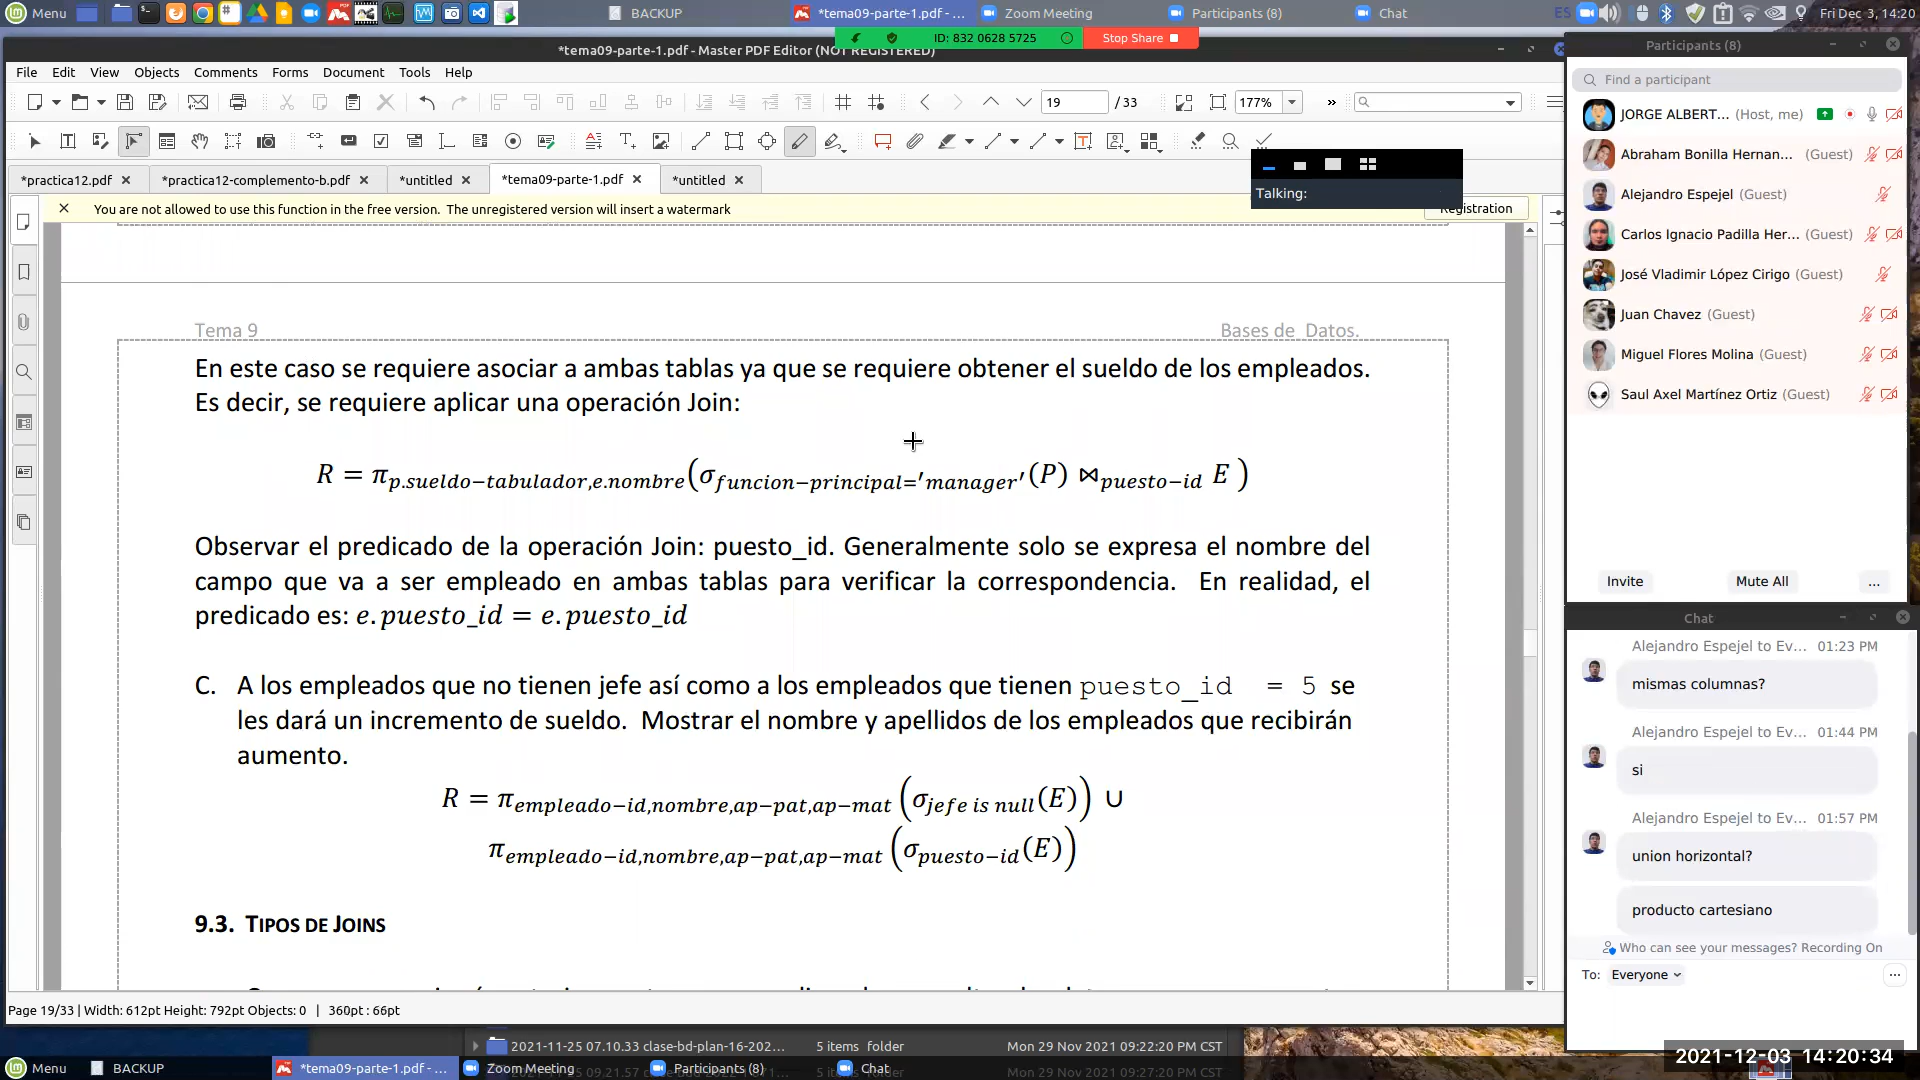 Menu
BACKUP
*tema09-parte-1.pdf - ...
Zoom Meeting
Participants (8)
Chat
ES
Fri Dec 3, 14:20
*tema09-parte-1.pdf - Master PDF Editor (NOT REGISTERED)
ID: 832 0628 5725
Stop Share
File Edit View Objects Comments Forms Document Tools Help
19 / 33
177%
»
*practica12.pdf
*practica12-complemento-b.pdf
*untitled
*tema09-parte-1.pdf
*untitled
Talking:
You are not allowed to use this function in the free version. The unregistered version will insert a watermark
Registration
Tema 9
Bases de Datos.
En este caso se requiere asociar a ambas tablas ya que se requiere obtener el sueldo de los empleados.
Es decir, se requiere aplicar una operación Join:
R = π p.sueldo−tabulador,e.nombre (σ funcion−principal='manager' (P) ⋈ puesto−id E )
Observar el predicado de la operación Join: puesto_id. Generalmente solo se expresa el nombre del
campo que va a ser empleado en ambas tablas para verificar la correspondencia. En realidad, el
predicado es: e.puesto_id = e.puesto_id
C. A los empleados que no tienen jefe así como a los empleados que tienen puesto_id = 5 se
les dará un incremento de sueldo. Mostrar el nombre y apellidos de los empleados que recibirán
aumento.
R = π empleado−id,nombre,ap−pat,ap−mat (σ jefe is null (E)) ∪
π empleado−id,nombre,ap−pat,ap−mat (σ puesto−id (E))
9.3. TIPOS DE JOINS
Page 19/33 | Width: 612pt Height: 792pt Objects: 0 | 360pt : 66pt
Participants (8)
Find a participant
JORGE ALBERT... (Host, me)
Abraham Bonilla Hernan... (Guest)
Alejandro Espejel (Guest)
Carlos Ignacio Padilla Her... (Guest)
José Vladimir López Cirigo (Guest)
Juan Chavez (Guest)
Miguel Flores Molina (Guest)
Saul Axel Martínez Ortiz (Guest)
Invite
Mute All
...
Chat
Alejandro Espejel to Ev... 01:23 PM
mismas columnas?
Alejandro Espejel to Ev... 01:44 PM
si
Alejandro Espejel to Ev... 01:57 PM
union horizontal?
producto cartesiano
Who can see your messages? Recording On
To: Everyone
2021-11-25 07.10.33 clase-bd-plan-16-202... 5 items folder Mon 29 Nov 2021 09:22:20 PM CST
Menu
BACKUP
*tema09-parte-1.pdf - ...
Zoom Meeting
Participants (8)
Chat
2021-12-03 14:20:34